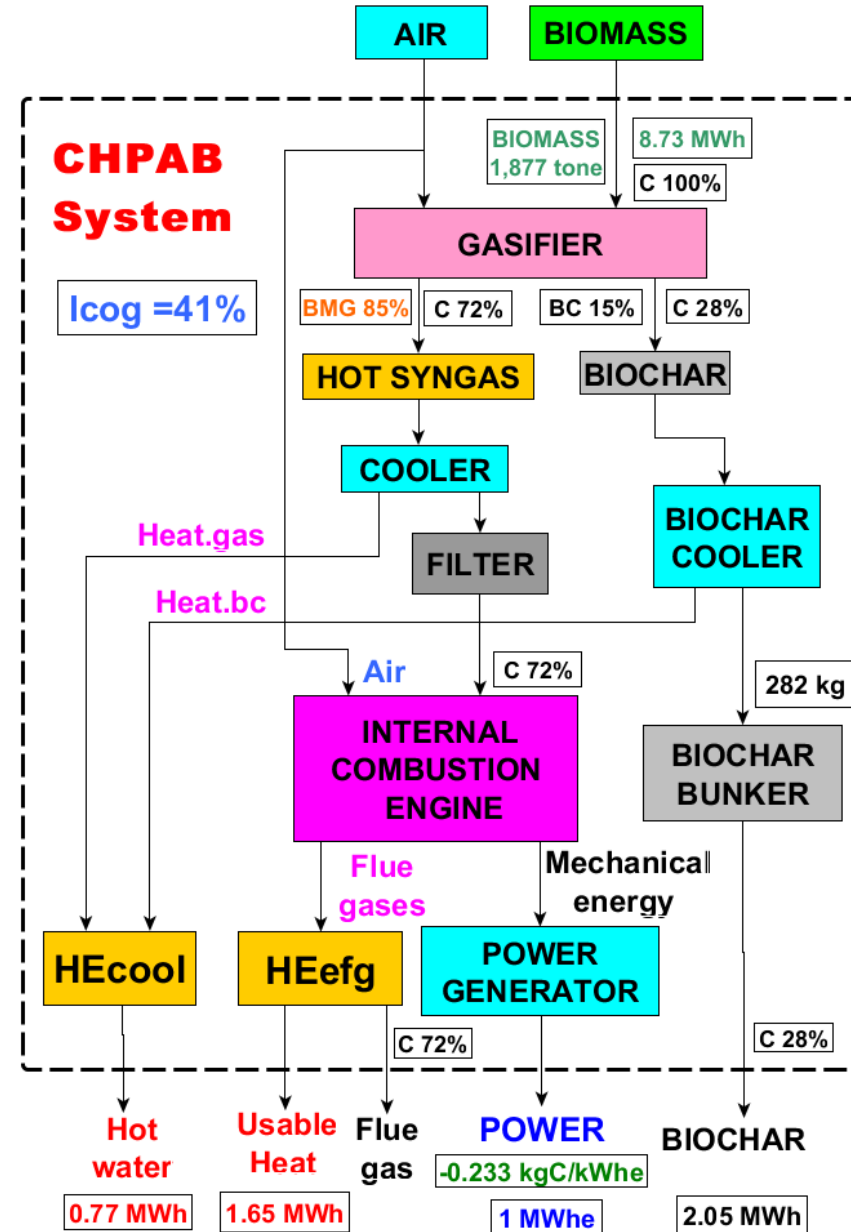 AIR
BIOMASS
CHPAB
System
BIOMASS
1,877 tone
8.73 MWh
C 100%
GASIFIER
Icog =41%
BMG 85%
C 72%
BC 15%
C 28%
HOT SYNGAS
BIOCHAR
COOLER
BIOCHAR
COOLER
Heat.gas
FILTER
Heat.bc
Air
C 72%
282 kg
INTERNAL
COMBUSTION
ENGINE
BIOCHAR
BUNKER
Flue
gases
Mechanical
energy
HEcool
HEefg
POWER
GENERATOR
C 72%
C 28%
Hot
water
Usable
Heat
Flue
gas
POWER
BIOCHAR
-0.233 kgC/kWhe
0.77 MWh
1.65 MWh
1 MWhe
2.05 MWh